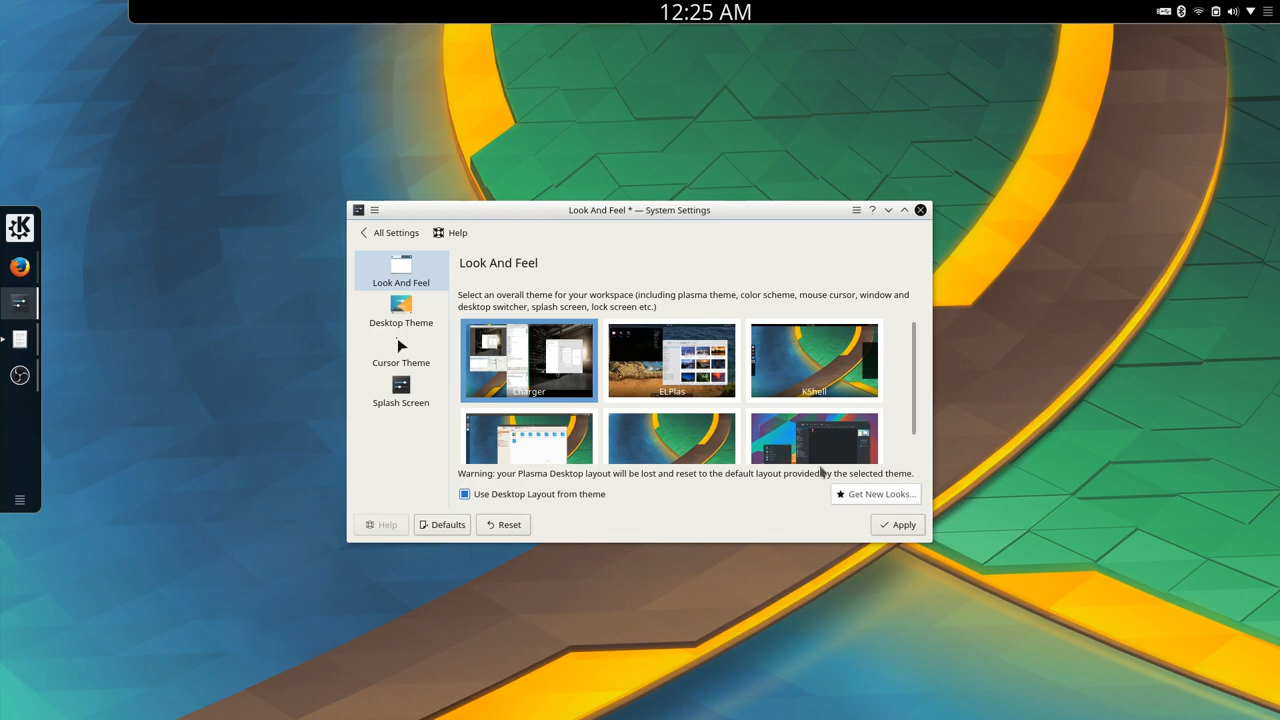 12:25 AM
Look And Feel * — System Settings
All Settings
Help
Look And Feel
Look And Feel
Select an overall theme for your workspace (including plasma theme, color scheme, mouse cursor, window and
desktop switcher, splash screen, lock screen etc.)
Desktop Theme
Cursor Theme
Splash Screen
Charger
ELPlas
KShell
Warning: your Plasma Desktop layout will be lost and reset to the default layout provided by the selected theme.
Use Desktop Layout from theme
Get New Looks...
Help
Defaults
Reset
Apply